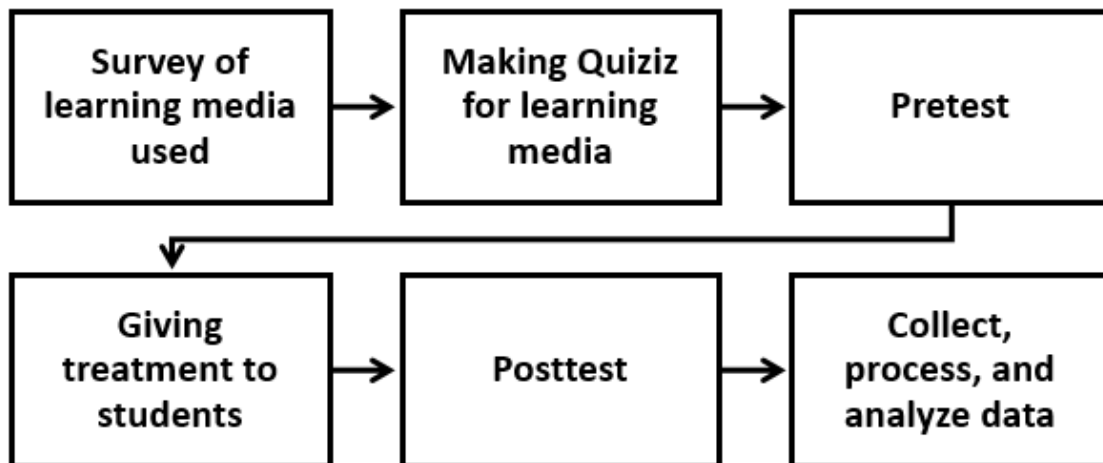 Survey of
learning media
used
Making Quiziz
for learning
media
Pretest
Giving
treatment to
students
Posttest
Collect,
process, and
analyze data